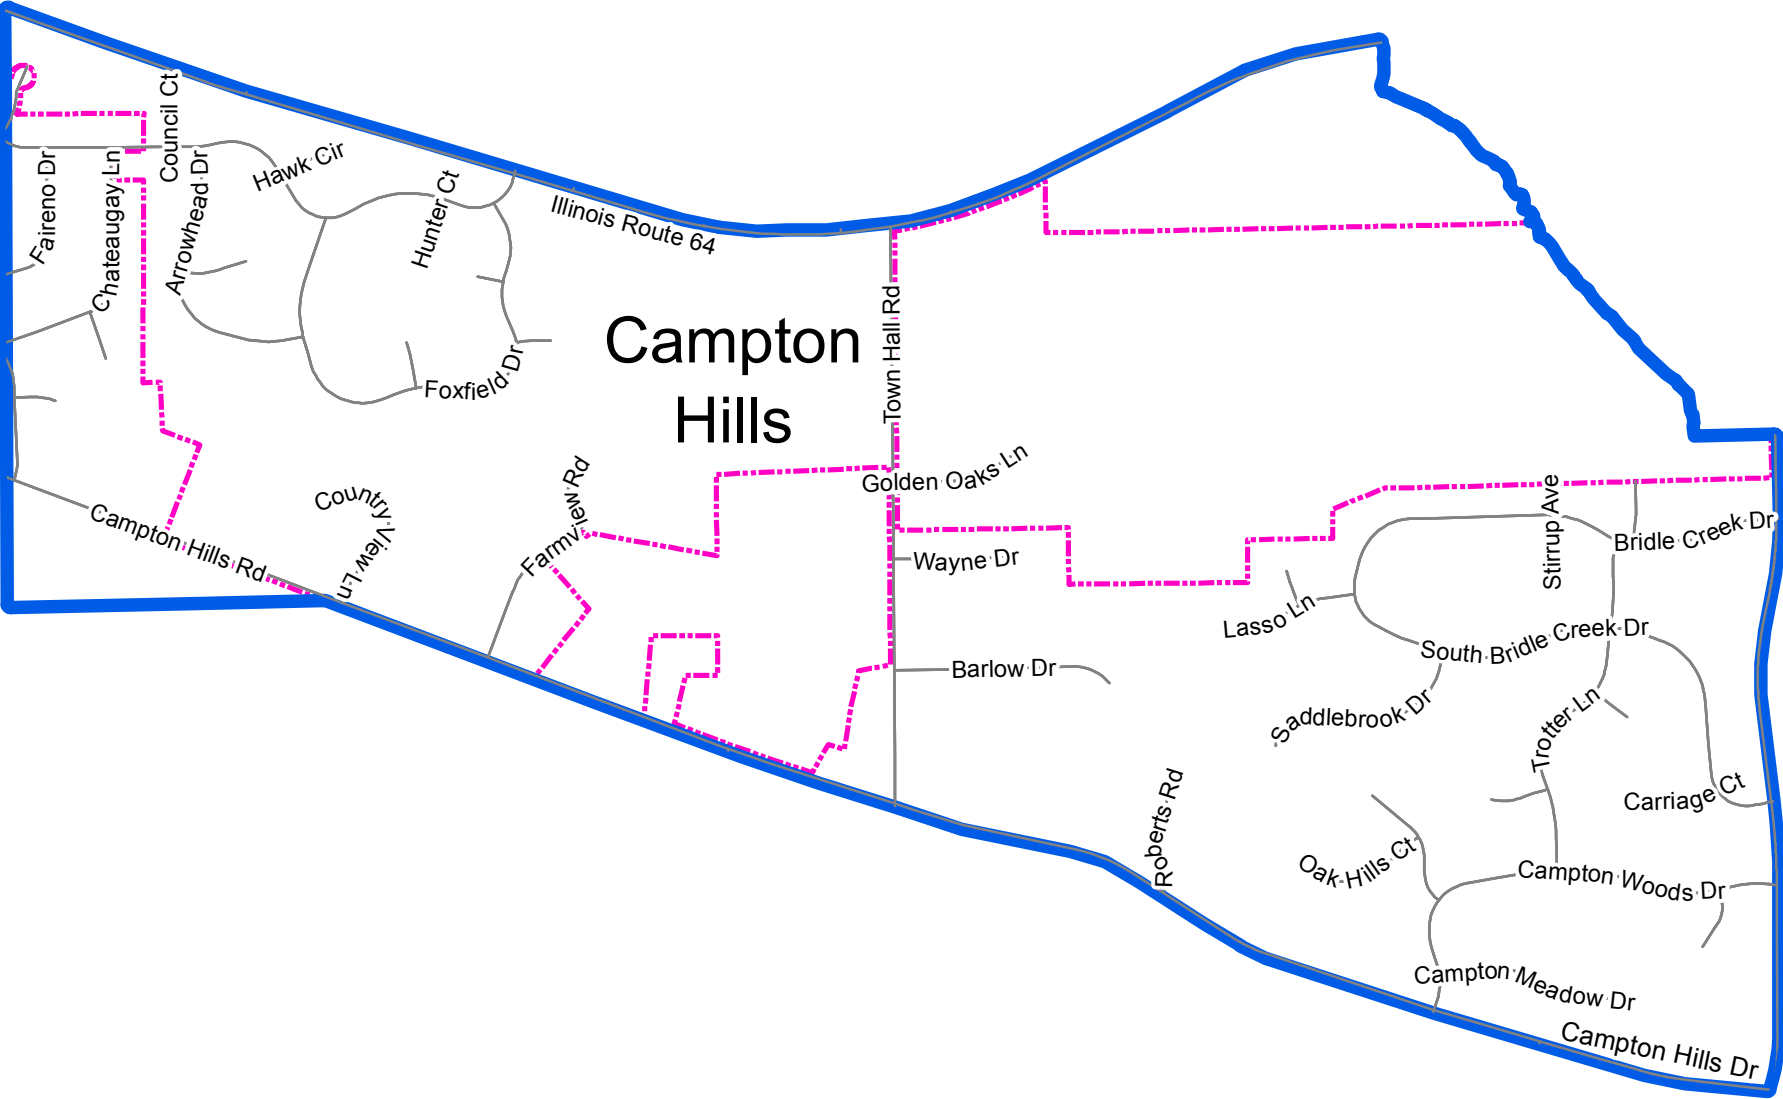 Council Ct
Hawk Cir
Faireno Dr
Chateaugay Ln
Arrowhead Dr
Hunter Ct
Illinois Route 64
Campton
Hills
Town Hall Rd
Foxfield Dr
Country View Ln
Farmview Rd
Golden Oaks Ln
Campton Hills Rd
Wayne Dr
Stirrup Ave
Bridle Creek Dr
Lasso Ln
South Bridle Creek Dr
Barlow Dr
Saddlebrook Dr
Trotter Ln
Roberts Rd
Carriage Ct
Oak Hills Ct
Campton Woods Dr
Campton Meadow Dr
Campton Hills Dr